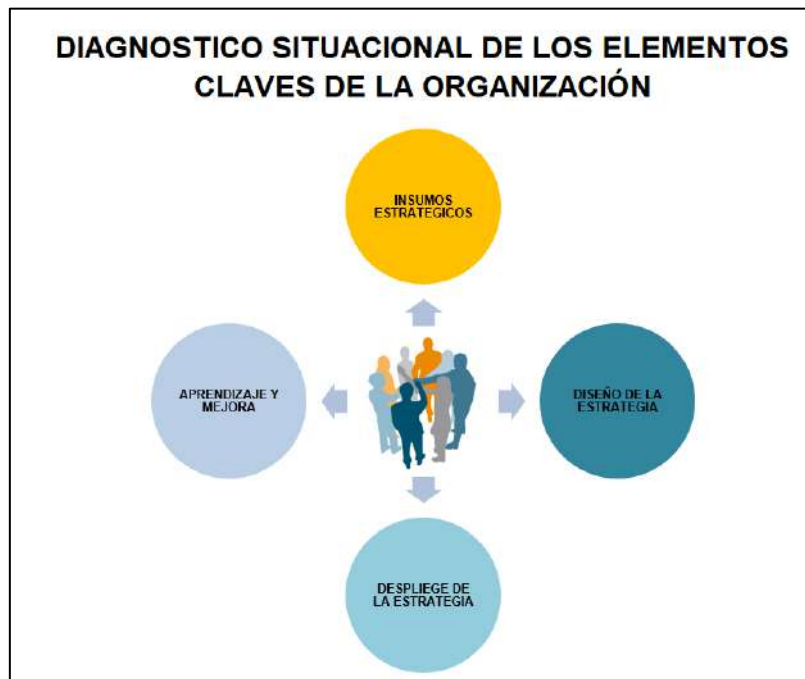 DIAGNOSTICO SITUACIONAL DE LOS ELEMENTOS
CLAVES DE LA ORGANIZACIÓN
INSUMOS
ESTRATEGICOS
APRENDIZAJE Y
MEJORA
DISEÑO DE LA
ESTRATEGIA
DESPLIEGE DE
LA ESTRATEGIA